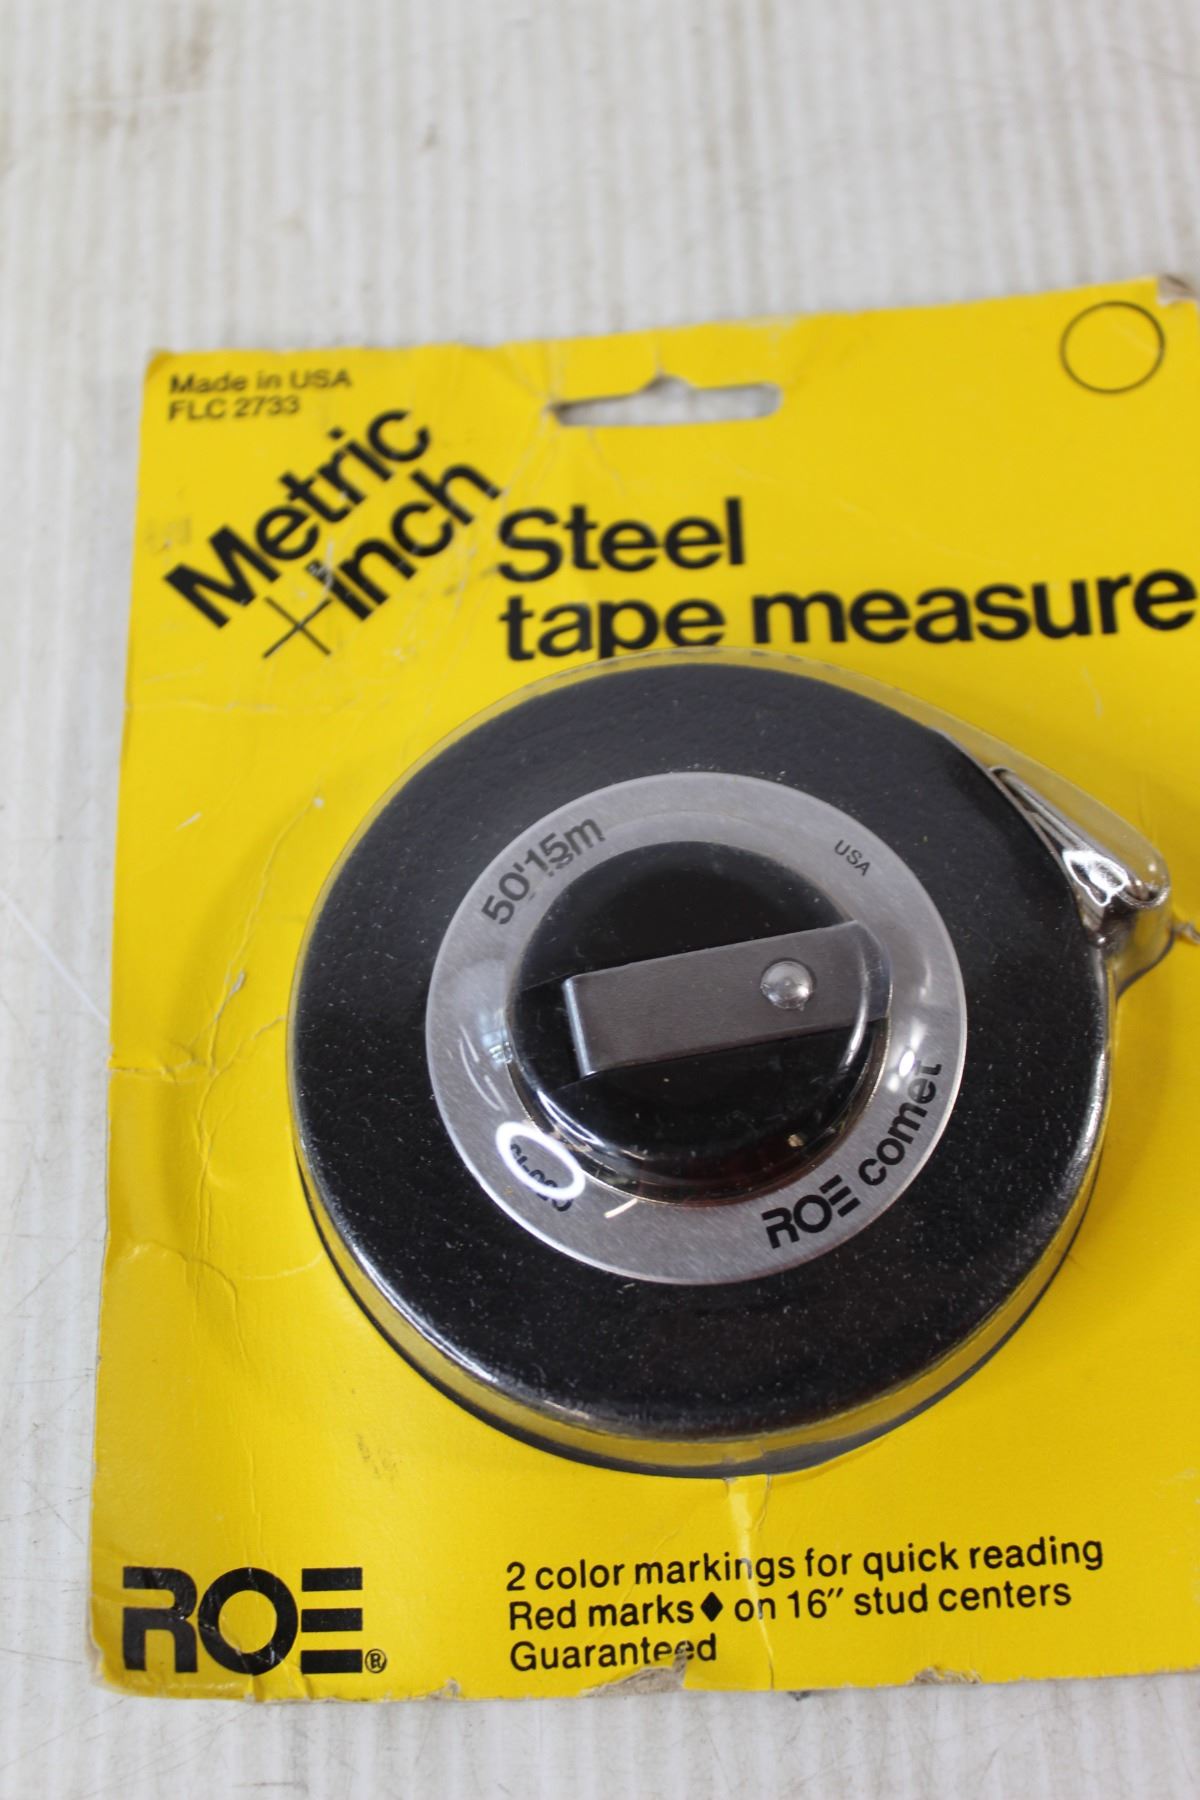 Made in USA
FLC 2733
Metric
+inch
Steel
tape measure
50'15m
USA
ROE comet
ROE®
2 color markings for quick reading
Red marks♦on 16" stud centers
Guaranteed